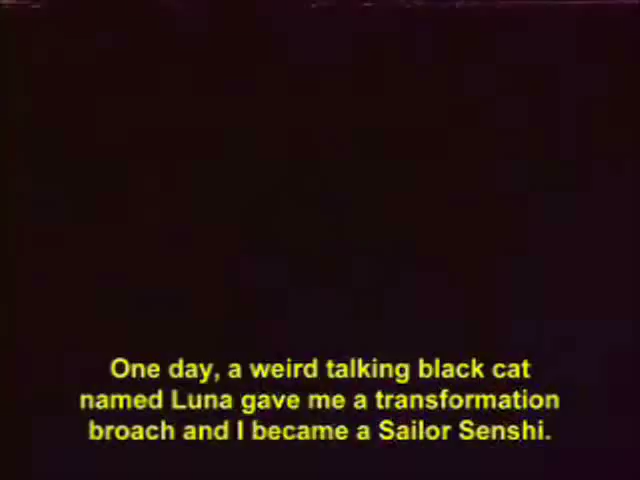 One day, a weird talking black cat
named Luna gave me a transformation
broach and I became a Sailor Senshi.